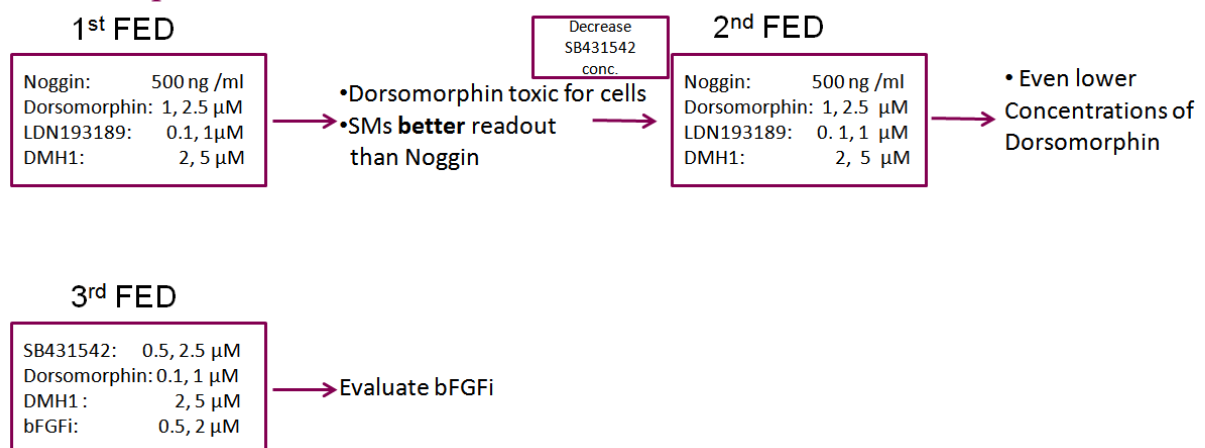 1st FED
Noggin: 500 ng /ml
Dorsomorphin: 1, 2.5 µM
LDN193189: 0.1, 1µM
DMH1: 2, 5 µM
•Dorsomorphin toxic for cells
•SMs better readout
than Noggin
Decrease
SB431542
conc.
2nd FED
Noggin: 500 ng /ml
Dorsomorphin: 1, 2.5 µM
LDN193189: 0. 1, 1 µM
DMH1: 2, 5 µM
• Even lower
Concentrations of
Dorsomorphin
3rd FED
SB431542: 0.5, 2.5 µM
Dorsomorphin: 0.1, 1 µM
DMH1 : 2, 5 µM
bFGFi: 0.5, 2 µM
Evaluate bFGFi